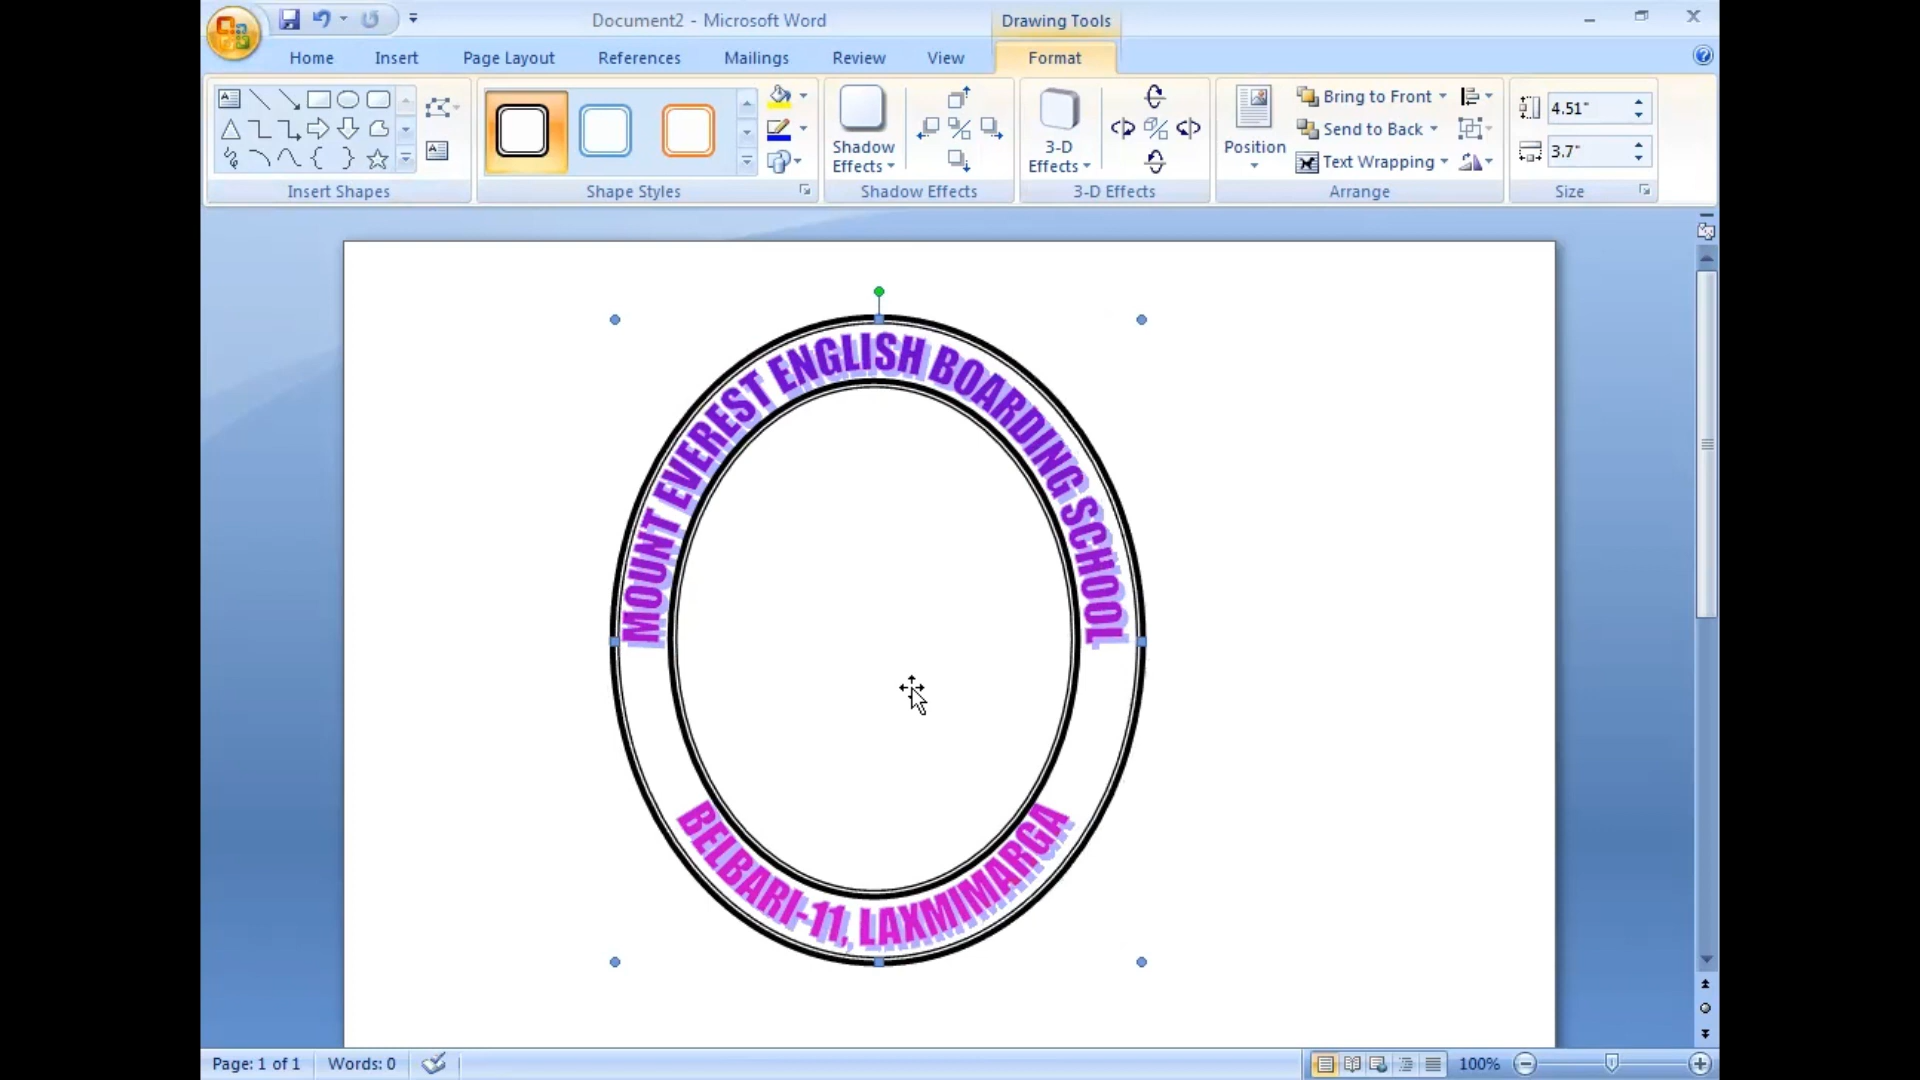 Document2 - Microsoft Word
Drawing Tools
Home
Insert
Page Layout
References
Mailings
Review
View
Format
Shadow Effects
3-D Effects
Position
Bring to Front
Send to Back
Text Wrapping
4.51"
3.7"
Insert Shapes
Shape Styles
Shadow Effects
3-D Effects
Arrange
Size
MOUNT EVEREST ENGLISH BOARDING SCHOOL
BELBARI-11, LAXMIMARGA
Page: 1 of 1
Words: 0
100%